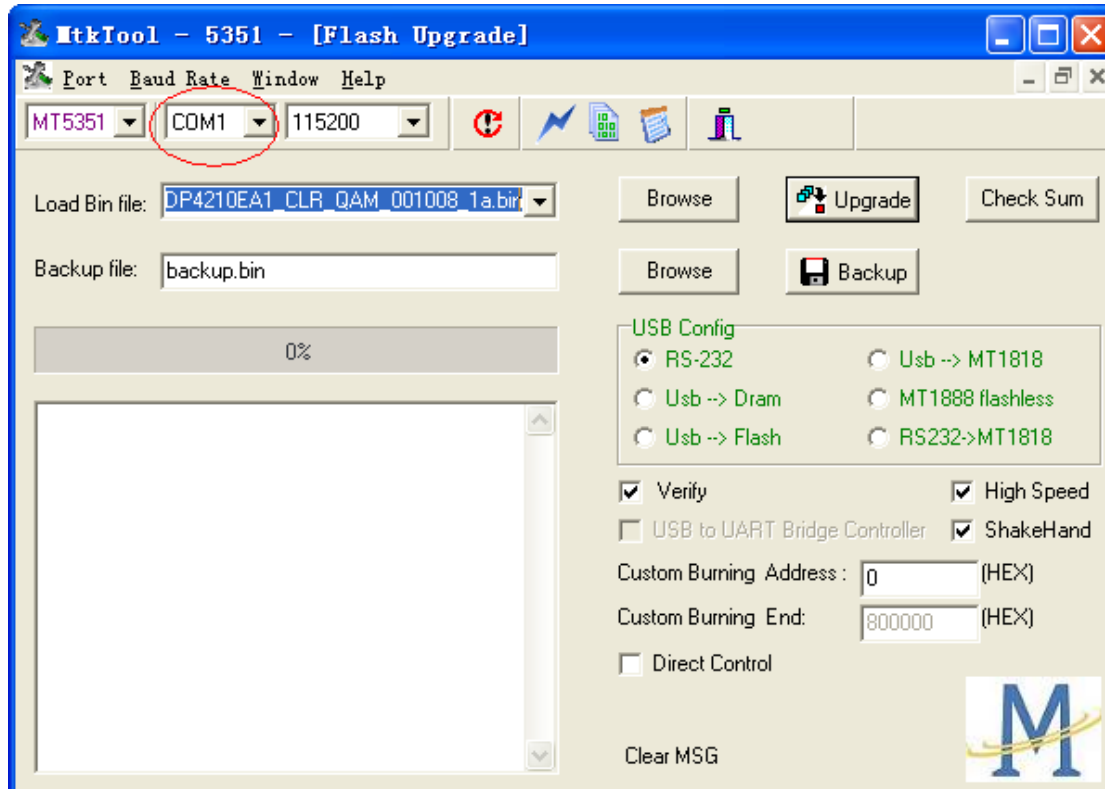 MtkTool - 5351 - [Flash Upgrade]
Port Baud Rate Window Help
MT5351 COM1 115200
Load Bin file: DP4210EA1_CLR_QAM_001008_1a.bin Browse Upgrade Check Sum
Backup file: backup.bin Browse Backup
0%
USB Config
RS-232 Usb --> MT1818
Usb --> Dram MT1888 flashless
Usb --> Flash RS232->MT1818
Verify High Speed
USB to UART Bridge Controller ShakeHand
Custom Burning Address : 0 (HEX)
Custom Burning End: 800000 (HEX)
Direct Control
Clear MSG
M